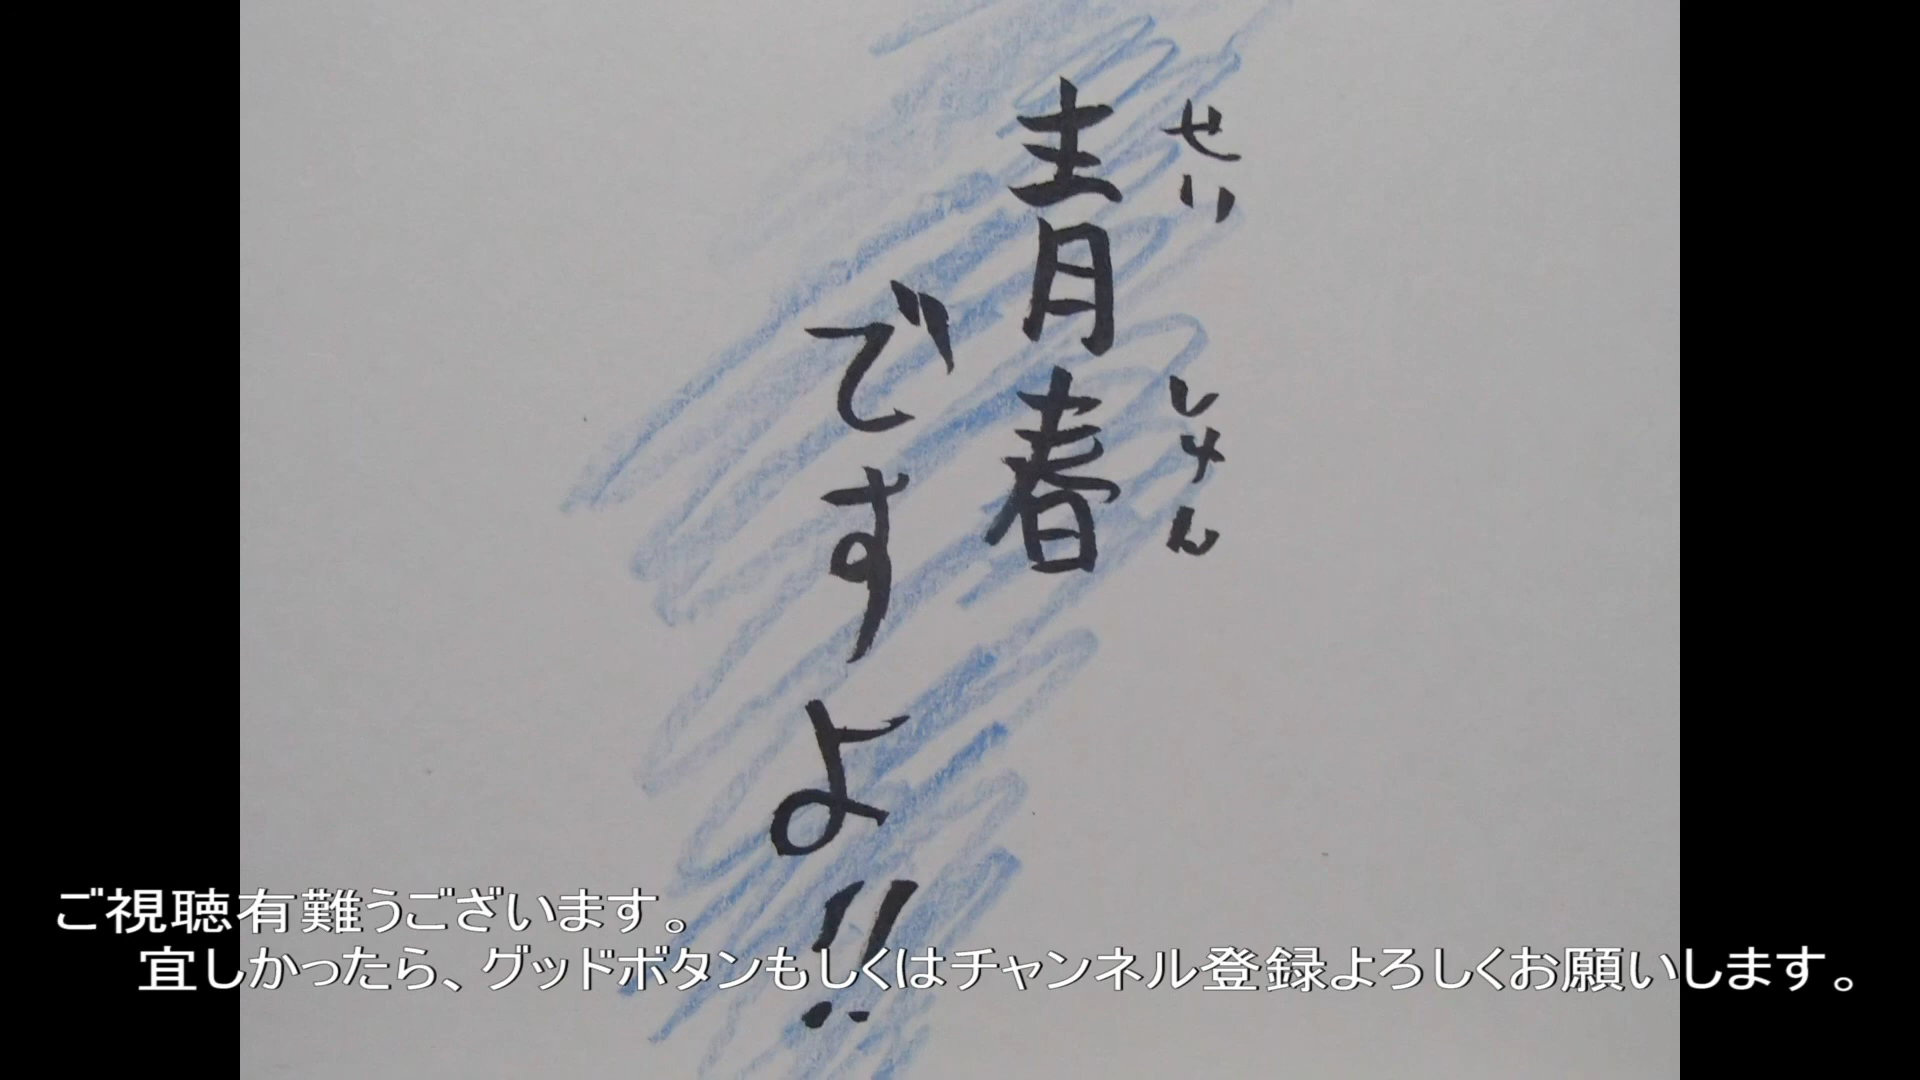 青春
せいしゅん
ですよ!!
ご視聴有難うございます。
宜しかったら、グッドボタンもしくはチャンネル登録よろしくお願いします。